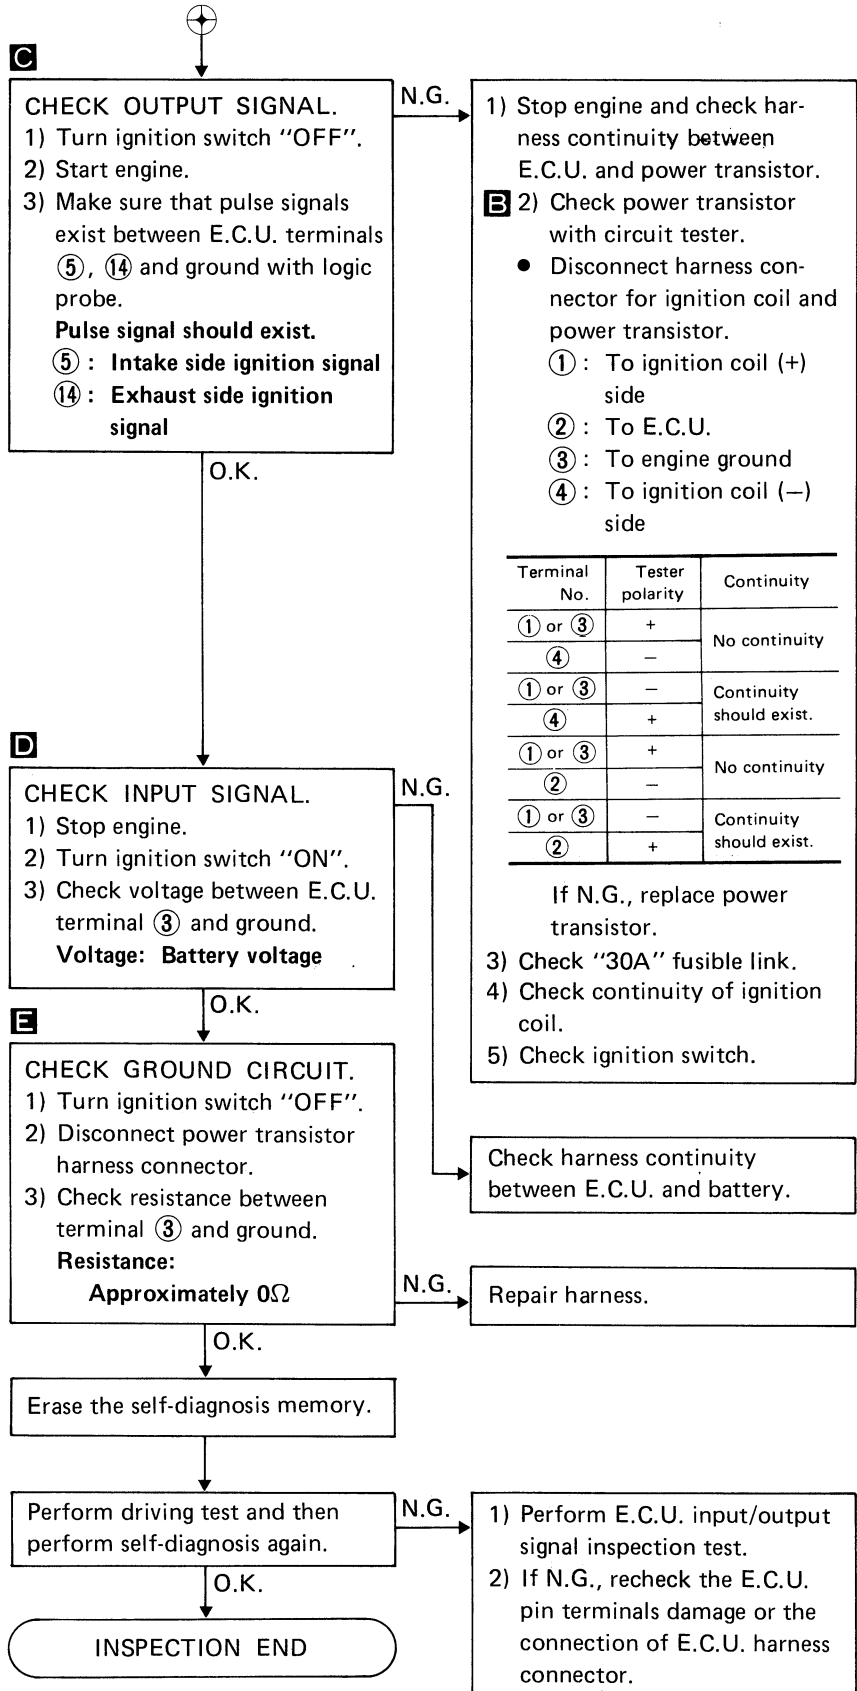 C
CHECK OUTPUT SIGNAL.
1) Turn ignition switch "OFF".
2) Start engine.
3) Make sure that pulse signals
exist between E.C.U. terminals
⑤, ⑭ and ground with logic
probe.
Pulse signal should exist.
⑤ : Intake side ignition signal
⑭ : Exhaust side ignition
signal
N.G.
O.K.
1) Stop engine and check har-
ness continuity between
E.C.U. and power transistor.
B 2) Check power transistor
with circuit tester.
● Disconnect harness con-
nector for ignition coil and
power transistor.
① : To ignition coil (+)
side
② : To E.C.U.
③ : To engine ground
④ : To ignition coil (—)
side
Terminal No. Tester polarity Continuity
① or ③ + No continuity
④ —
① or ③ — Continuity should exist.
④ +
① or ③ + No continuity
② —
① or ③ — Continuity should exist.
② +
If N.G., replace power
transistor.
3) Check "30A" fusible link.
4) Check continuity of ignition
coil.
5) Check ignition switch.
D
CHECK INPUT SIGNAL.
1) Stop engine.
2) Turn ignition switch "ON".
3) Check voltage between E.C.U.
terminal ③ and ground.
Voltage: Battery voltage
N.G.
O.K.
Check harness continuity
between E.C.U. and battery.
E
CHECK GROUND CIRCUIT.
1) Turn ignition switch "OFF".
2) Disconnect power transistor
harness connector.
3) Check resistance between
terminal ③ and ground.
Resistance:
Approximately 0Ω
N.G.
Repair harness.
O.K.
Erase the self-diagnosis memory.
Perform driving test and then
perform self-diagnosis again.
N.G.
O.K.
1) Perform E.C.U. input/output
signal inspection test.
2) If N.G., recheck the E.C.U.
pin terminals damage or the
connection of E.C.U. harness
connector.
INSPECTION END